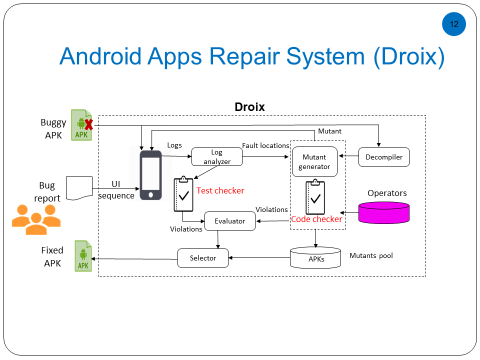 12
Android Apps Repair System (Droix)
Droix
Buggy
APK
APK
Mutant
Logs
Log
analyzer
Fault locations
Mutant
generator
Decompiler
Bug
report
UI
sequence
Test checker
Operators
Violations
Code checker
Evaluator
Violations
Fixed
APK
APK
Selector
APKs
Mutants pool